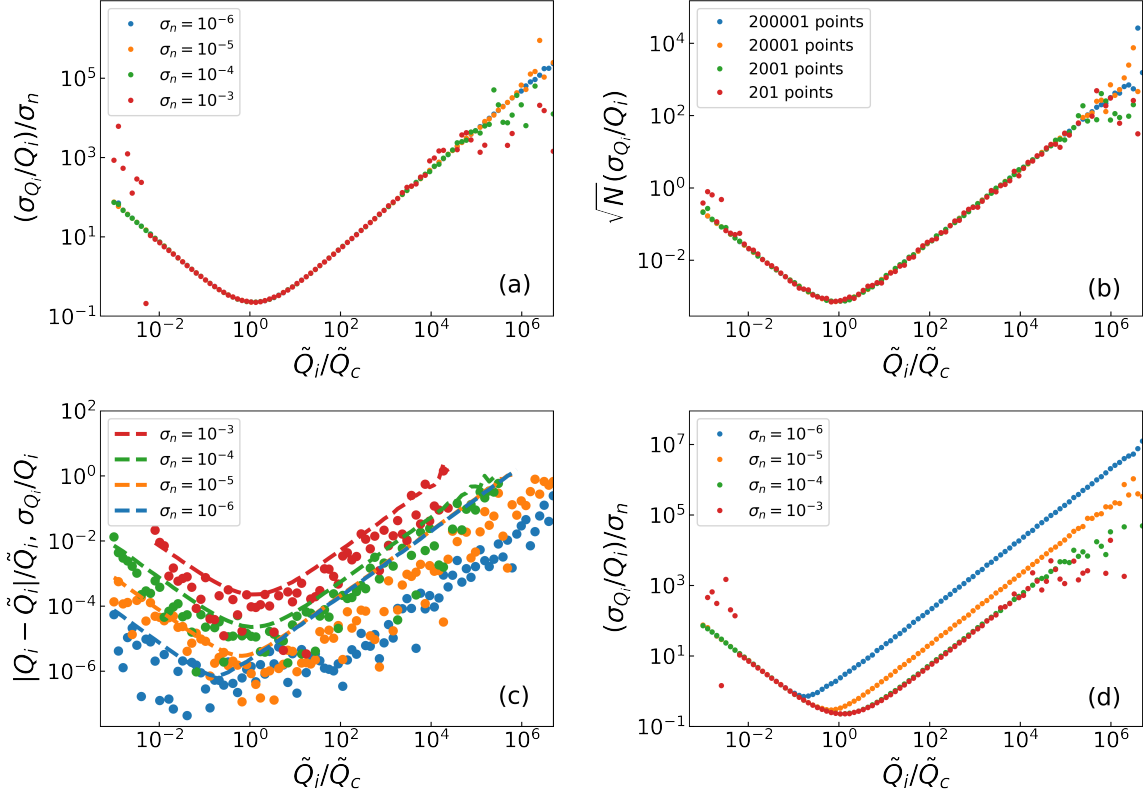 (σ_{Q_i}/Q_i)/σ_n
10^5
10^3
10^1
10^{-1}
σ_n = 10^{-6}
σ_n = 10^{-5}
σ_n = 10^{-4}
σ_n = 10^{-3}
(a)
10^{-2} 10^0 10^2 10^4 10^6
Q̃_i/Q̃_c
√N(σ_{Q_i}/Q_i)
10^4
10^2
10^0
10^{-2}
200001 points
20001 points
2001 points
201 points
(b)
10^{-2} 10^0 10^2 10^4 10^6
Q̃_i/Q̃_c
|Q_i − Q̃_i|/Q̃_i, σ_{Q_i}/Q_i
10^2
10^0
10^{-2}
10^{-4}
10^{-6}
σ_n = 10^{-3}
σ_n = 10^{-4}
σ_n = 10^{-5}
σ_n = 10^{-6}
(c)
10^{-2} 10^0 10^2 10^4 10^6
Q̃_i/Q̃_c
(σ_{Q_i}/Q_i)/σ_n
10^7
10^5
10^3
10^1
10^{-1}
σ_n = 10^{-6}
σ_n = 10^{-5}
σ_n = 10^{-4}
σ_n = 10^{-3}
(d)
10^{-2} 10^0 10^2 10^4 10^6
Q̃_i/Q̃_c